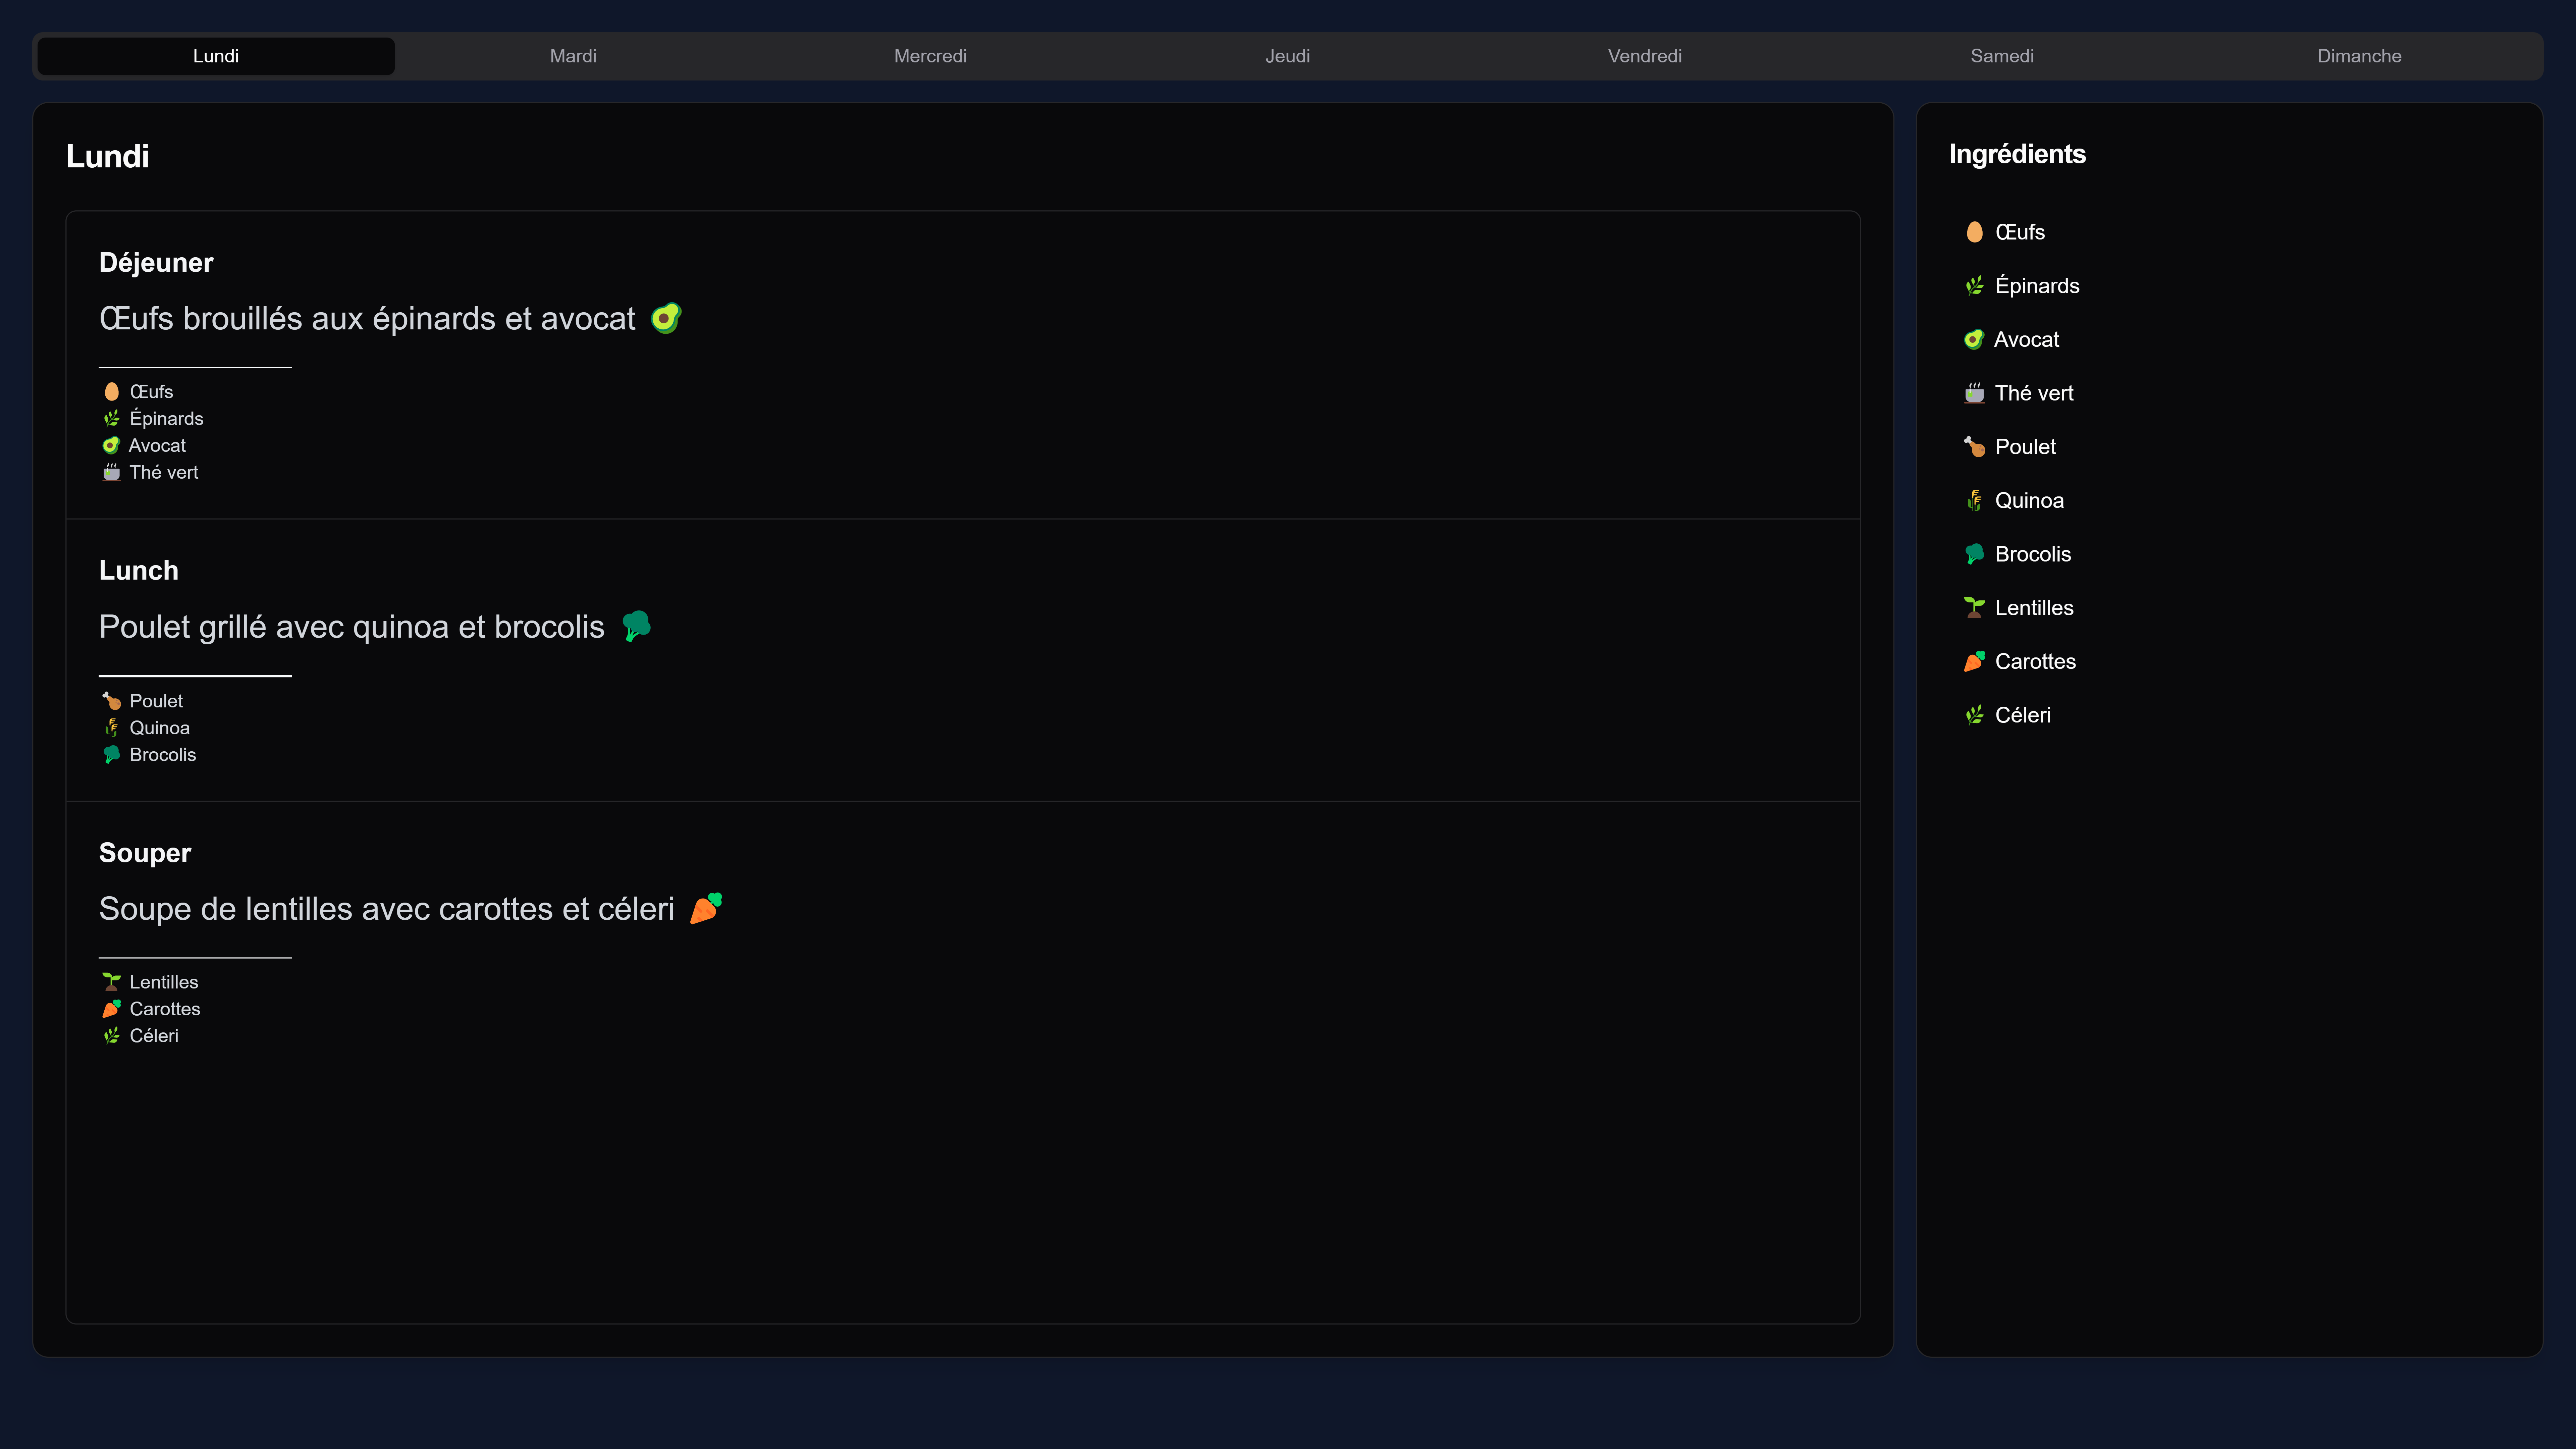 Lundi
Mardi
Mercredi
Jeudi
Vendredi
Samedi
Dimanche
Lundi
Déjeuner
Œufs brouillés aux épinards et avocat 🥑
🥚 Œufs
🌿 Épinards
🥑 Avocat
🍵 Thé vert
Lunch
Poulet grillé avec quinoa et brocolis 🥦
🍗 Poulet
🌾 Quinoa
🥦 Brocolis
Souper
Soupe de lentilles avec carottes et céleri 🥕
🌱 Lentilles
🥕 Carottes
🌿 Céleri
Ingrédients
🥚 Œufs
🌿 Épinards
🥑 Avocat
🍵 Thé vert
🍗 Poulet
🌾 Quinoa
🥦 Brocolis
🌱 Lentilles
🥕 Carottes
🌿 Céleri